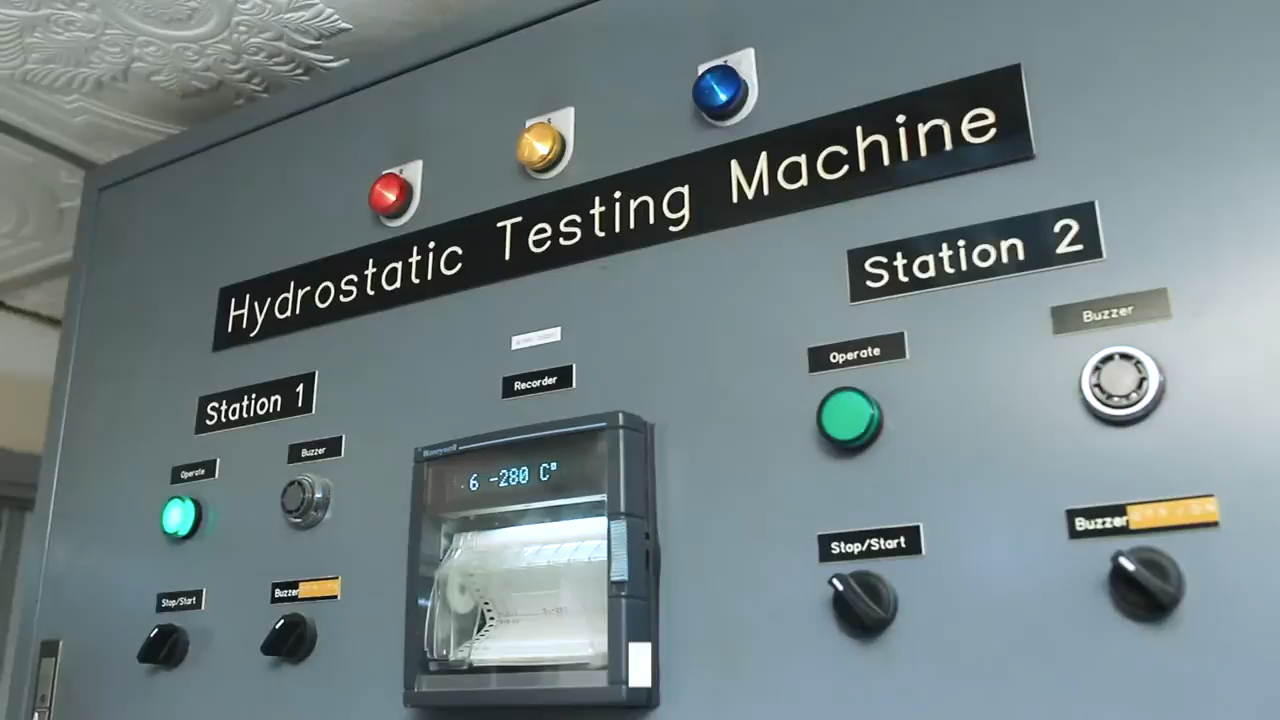 Hydrostatic Testing Machine
Station 2
Buzzer
Operate
Recorder
Station 1
Buzzer
Operate
Honeywell
6 -280 C°
Stop/Start
Buzzer
Stop/Start
Buzzer